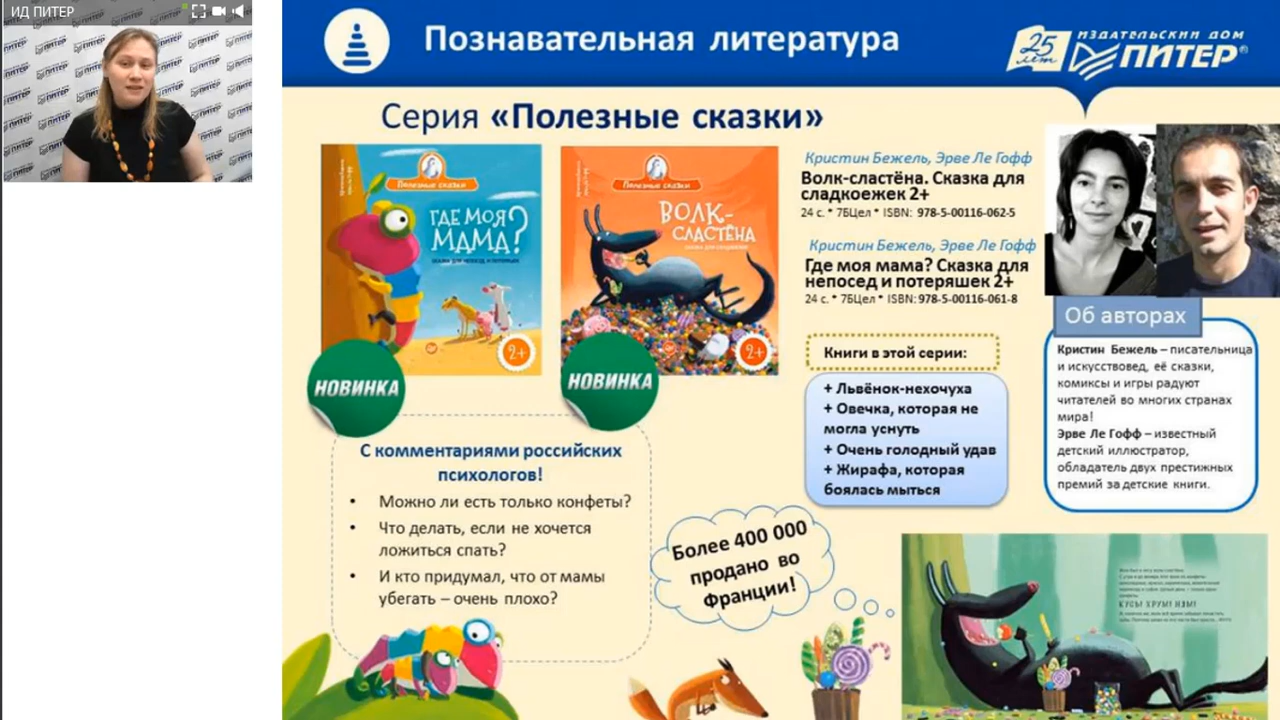 ИД ПИТЕР
Познавательная литература
25 лет
ИЗДАТЕЛЬСКИЙ ДОМ
ПИТЕР®
Серия «Полезные сказки»
Полезные сказки
ГДЕ МОЯ
МАМА?
СКАЗКА ДЛЯ НЕПОСЕД И ПОТЕРЯШЕК
2+
НОВИНКА
Полезные сказки
ВОЛК-
СЛАСТЁНА
СКАЗКА ДЛЯ СЛАДКОЕЖЕК
2+
НОВИНКА
Кристин Бежель, Эрве Ле Гофф
Волк-сластёна. Сказка для
сладкоежек 2+
24 с. * 7БЦел * ISBN: 978-5-00116-062-5
Кристин Бежель, Эрве Ле Гофф
Где моя мама? Сказка для
непосед и потеряшек 2+
24 с. * 7БЦел * ISBN: 978-5-00116-061-8
Книги в этой серии:
+ Львёнок-нехочуха
+ Овечка, которая не
могла уснуть
+ Очень голодный удав
+ Жирафа, которая
боялась мыться
Об авторах
Кристин Бежель – писательница
и искусствовед, её сказки,
комиксы и игры радуют
читателей во многих странах
мира!
Эрве Ле Гофф – известный
детский иллюстратор,
обладатель двух престижных
премий за детские книги.
С комментариями российских
психологов!
• Можно ли есть только конфеты?
• Что делать, если не хочется
ложиться спать?
• И кто придумал, что от мамы
убегать – очень плохо?
Более 400 000
продано во
Франции!
КУСЬ! ХРУМ! НЯМ!